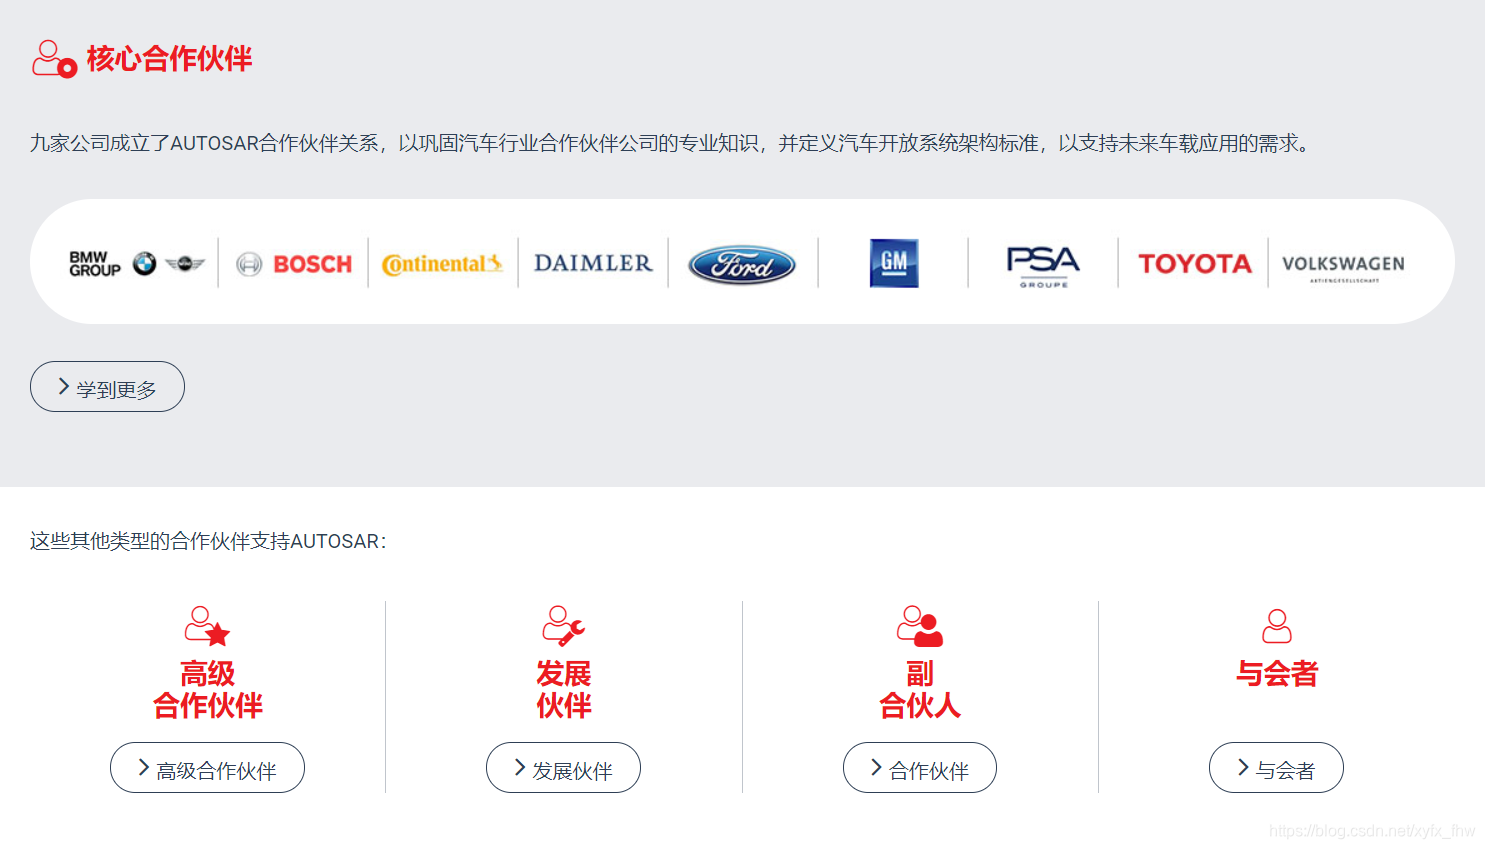 核心合作伙伴
九家公司成立了AUTOSAR合作伙伴关系，以巩固汽车行业合作伙伴公司的专业知识，并定义汽车开放系统架构标准，以支持未来车载应用的需求。
BMW
GROUP
MINI
BOSCH
Continental
DAIMLER
Ford
GM
PSA
GROUPE
TOYOTA
VOLKSWAGEN
AKTIENGESELLSCHAFT
学到更多
这些其他类型的合作伙伴支持AUTOSAR：
高级
合作伙伴
发展
伙伴
副
合伙人
与会者
高级合作伙伴
发展伙伴
合作伙伴
与会者
https://blog.csdn.net/xyfx_fhw